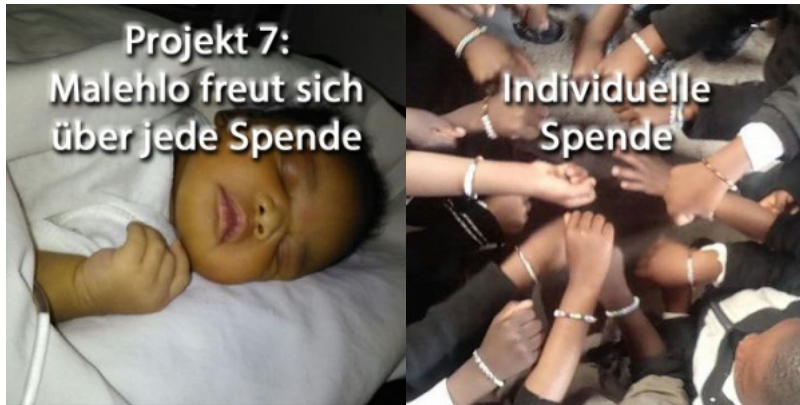 Projekt 7:
Malehlo freut sich
über jede Spende
Individuelle
Spende